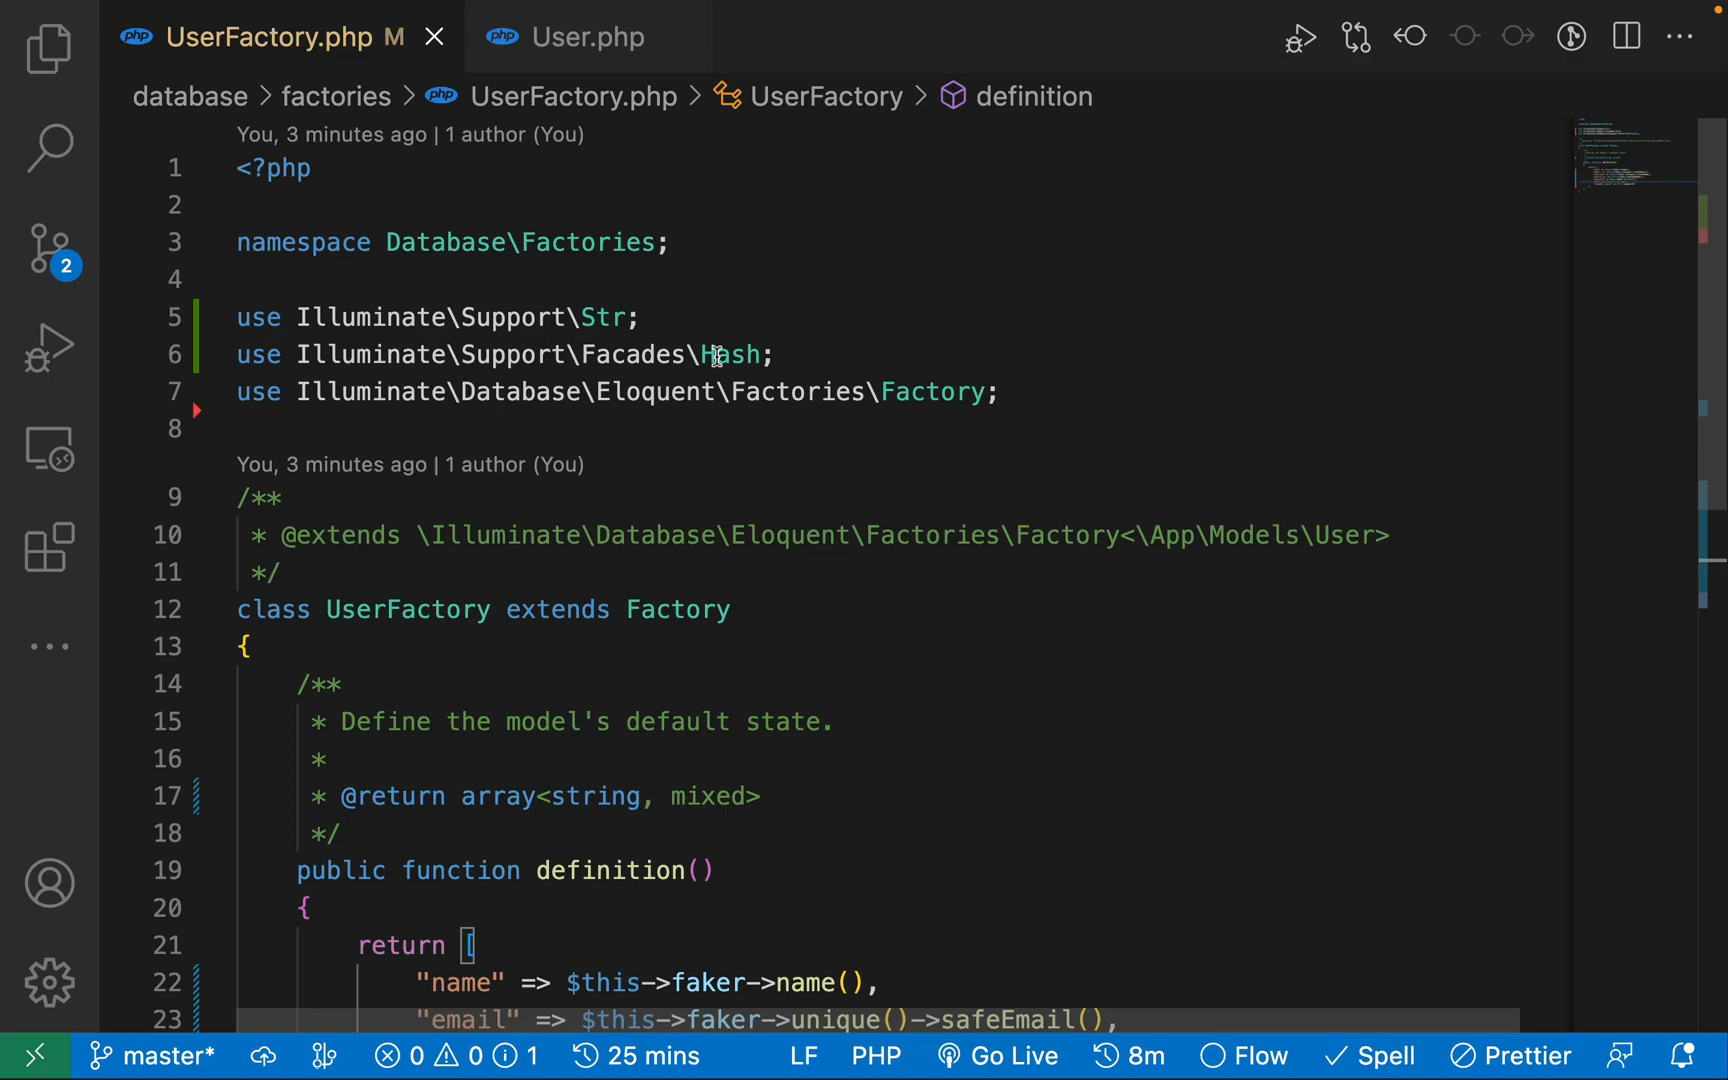 php UserFactory.php M
php User.php
database > factories > php UserFactory.php > UserFactory > definition
You, 3 minutes ago | 1 author (You)
1 <?php
2
3 namespace Database\Factories;
4
5 use Illuminate\Support\Str;
6 use Illuminate\Support\Facades\Hash;
7 use Illuminate\Database\Eloquent\Factories\Factory;
8
You, 3 minutes ago | 1 author (You)
9 /**
10 * @extends \Illuminate\Database\Eloquent\Factories\Factory<\App\Models\User>
11 */
12 class UserFactory extends Factory
13 {
14 /**
15 * Define the model's default state.
16 *
17 * @return array<string, mixed>
18 */
19 public function definition()
20 {
21 return [
22 "name" => $this->faker->name(),
23 "email" => $this->faker->unique()->safeEmail(),
2
master* 0 0 1 25 mins LF PHP Go Live 8m Flow Spell Prettier